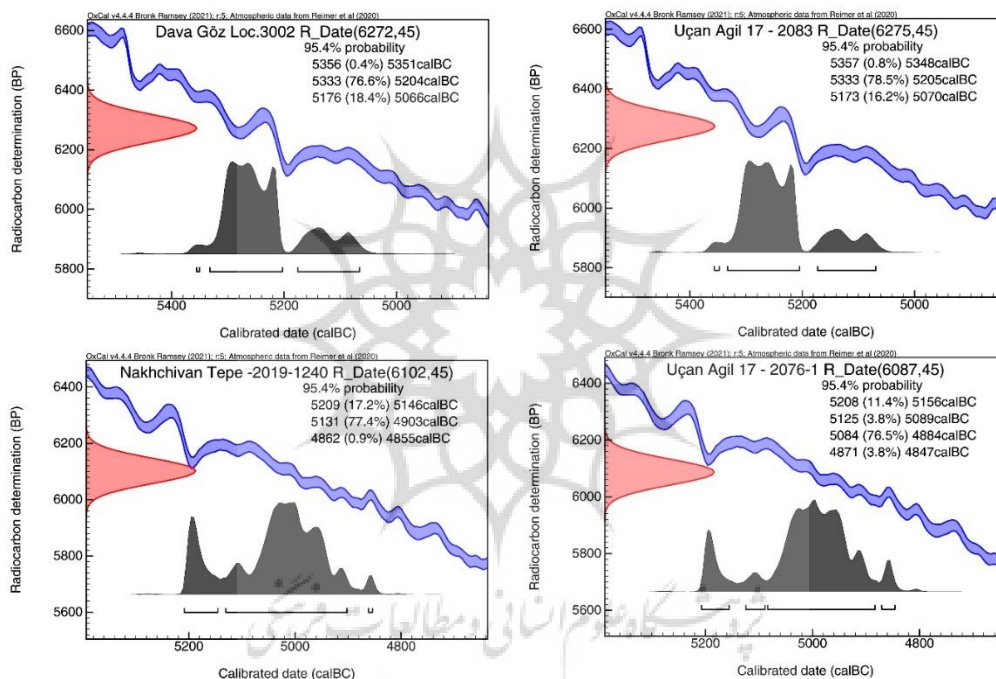 OxCal v4.4.4 Bronk Ramsey (2021); r:5; Atmospheric data from Reimer et al (2020)
Dava Göz Loc.3002 R_Date(6272,45)
95.4% probability
5356 (0.4%) 5351calBC
5333 (76.6%) 5204calBC
5176 (18.4%) 5066calBC
Radiocarbon determination (BP)
6600
6400
6200
6000
5800
5400
5200
5000
Calibrated date (calBC)
OxCal v4.4.4 Bronk Ramsey (2021); r:5; Atmospheric data from Reimer et al (2020)
Uçan Agil 17 - 2083 R_Date(6275,45)
95.4% probability
5357 (0.8%) 5348calBC
5333 (78.5%) 5205calBC
5173 (16.2%) 5070calBC
Radiocarbon determination (BP)
6600
6400
6200
6000
5800
5400
5200
5000
Calibrated date (calBC)
OxCal v4.4.4 Bronk Ramsey (2021); r:5; Atmospheric data from Reimer et al (2020)
Nakhchivan Tepe -2019-1240 R_Date(6102,45)
95.4% probability
5209 (17.2%) 5146calBC
5131 (77.4%) 4903calBC
4862 (0.9%) 4855calBC
Radiocarbon determination (BP)
6400
6200
6000
5800
5600
5200
5000
4800
Calibrated date (calBC)
OxCal v4.4.4 Bronk Ramsey (2021); r:5; Atmospheric data from Reimer et al (2020)
Uçan Agil 17 - 2076-1 R_Date(6087,45)
95.4% probability
5208 (11.4%) 5156calBC
5125 (3.8%) 5089calBC
5084 (76.5%) 4884calBC
4871 (3.8%) 4847calBC
Radiocarbon determination (BP)
6400
6200
6000
5800
5600
5200
5000
4800
Calibrated date (calBC)
پژوهشگاه علوم انسانی و مطالعات فرهنگی